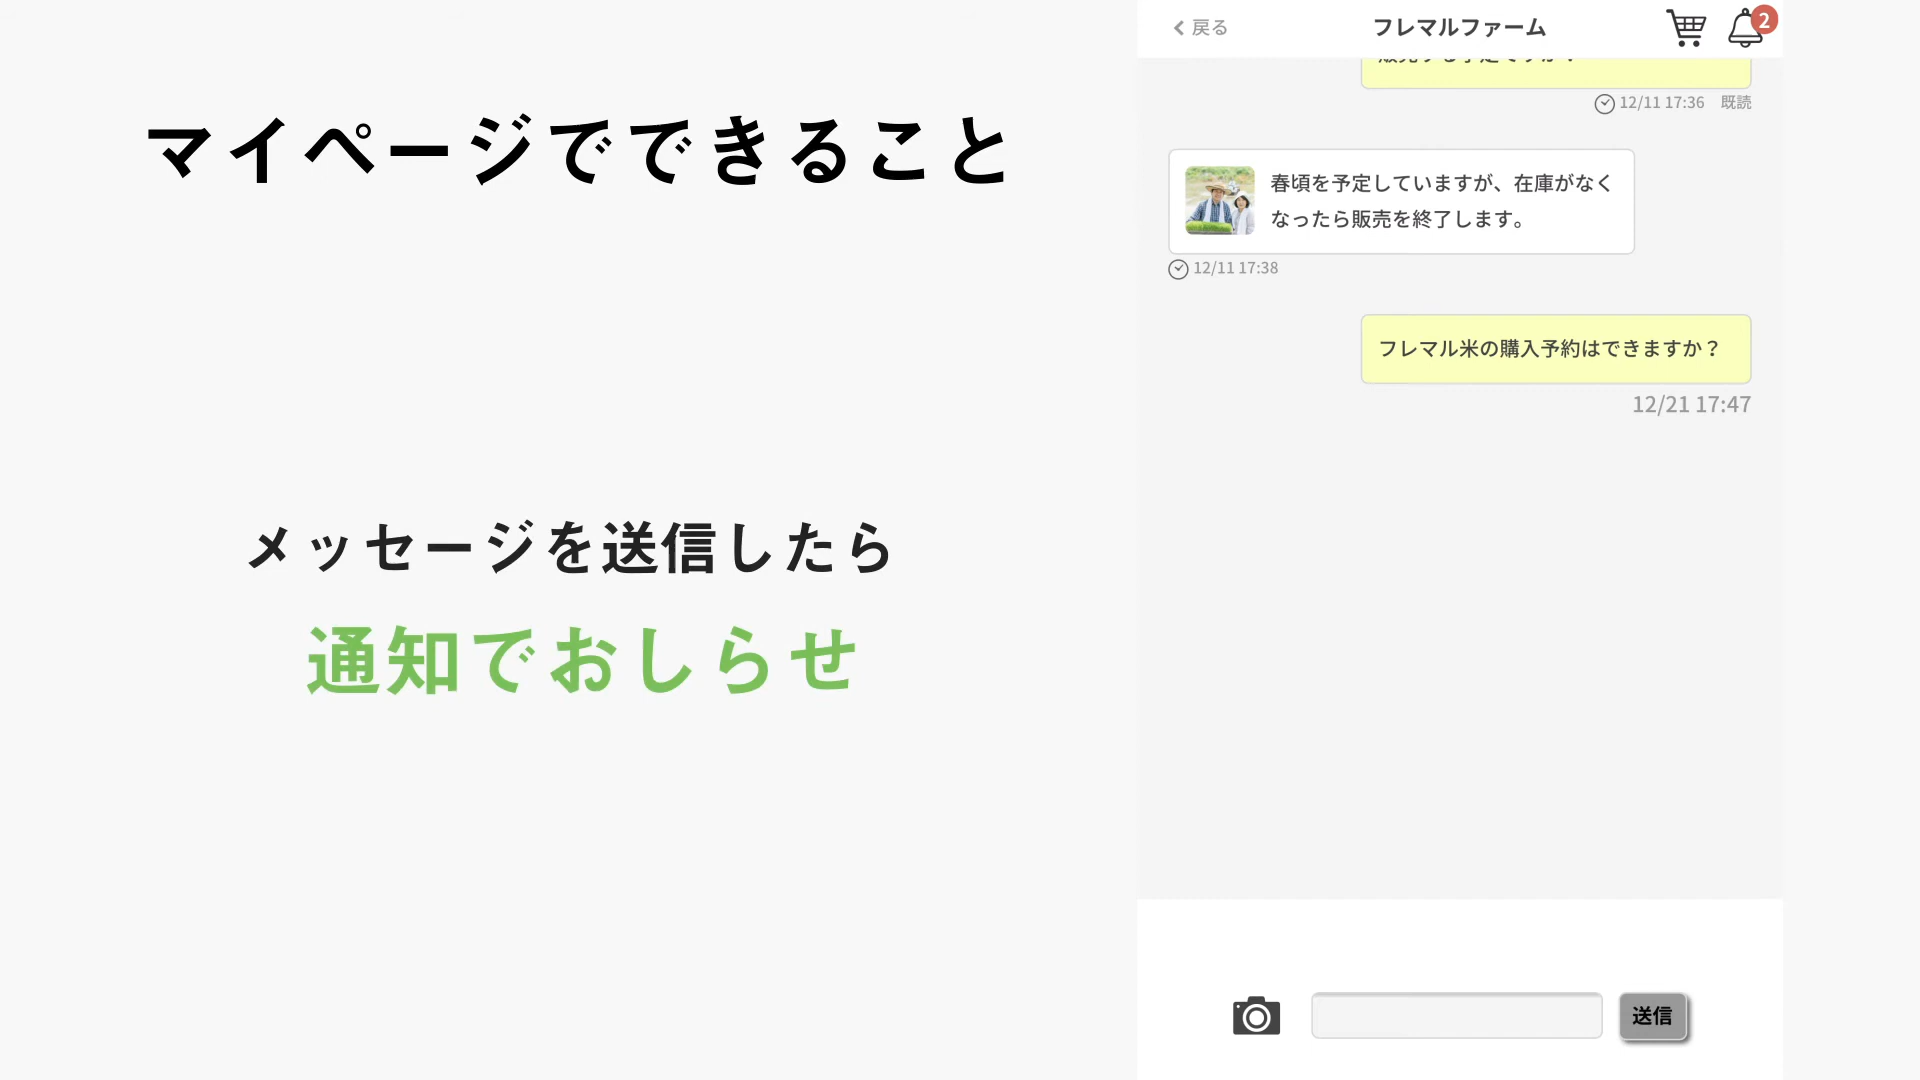 マイページでできること
メッセージを送信したら
通知でおしらせ
戻る
フレマルファーム
2
12/11 17:36 既読
春頃を予定していますが、在庫がなく
なったら販売を終了します。
12/11 17:38
フレマル米の購入予約はできますか？
12/21 17:47
送信